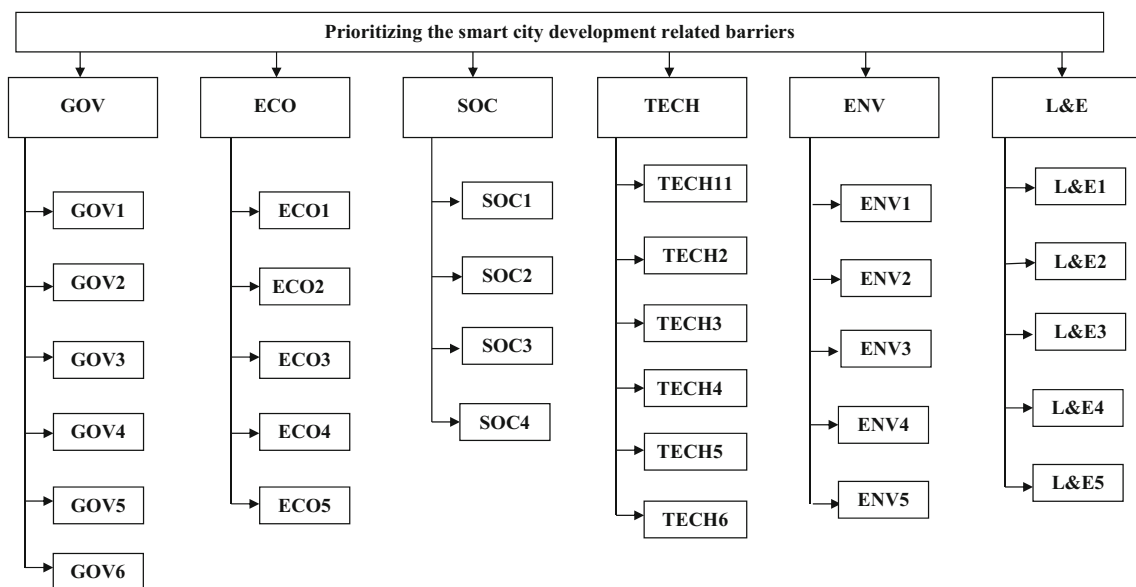 Prioritizing the smart city development related barriers
GOV
ECO
SOC
TECH
ENV
L&E
GOV1
GOV2
GOV3
GOV4
GOV5
GOV6
ECO1
ECO2
ECO3
ECO4
ECO5
SOC1
SOC2
SOC3
SOC4
TECH11
TECH2
TECH3
TECH4
TECH5
TECH6
ENV1
ENV2
ENV3
ENV4
ENV5
L&E1
L&E2
L&E3
L&E4
L&E5